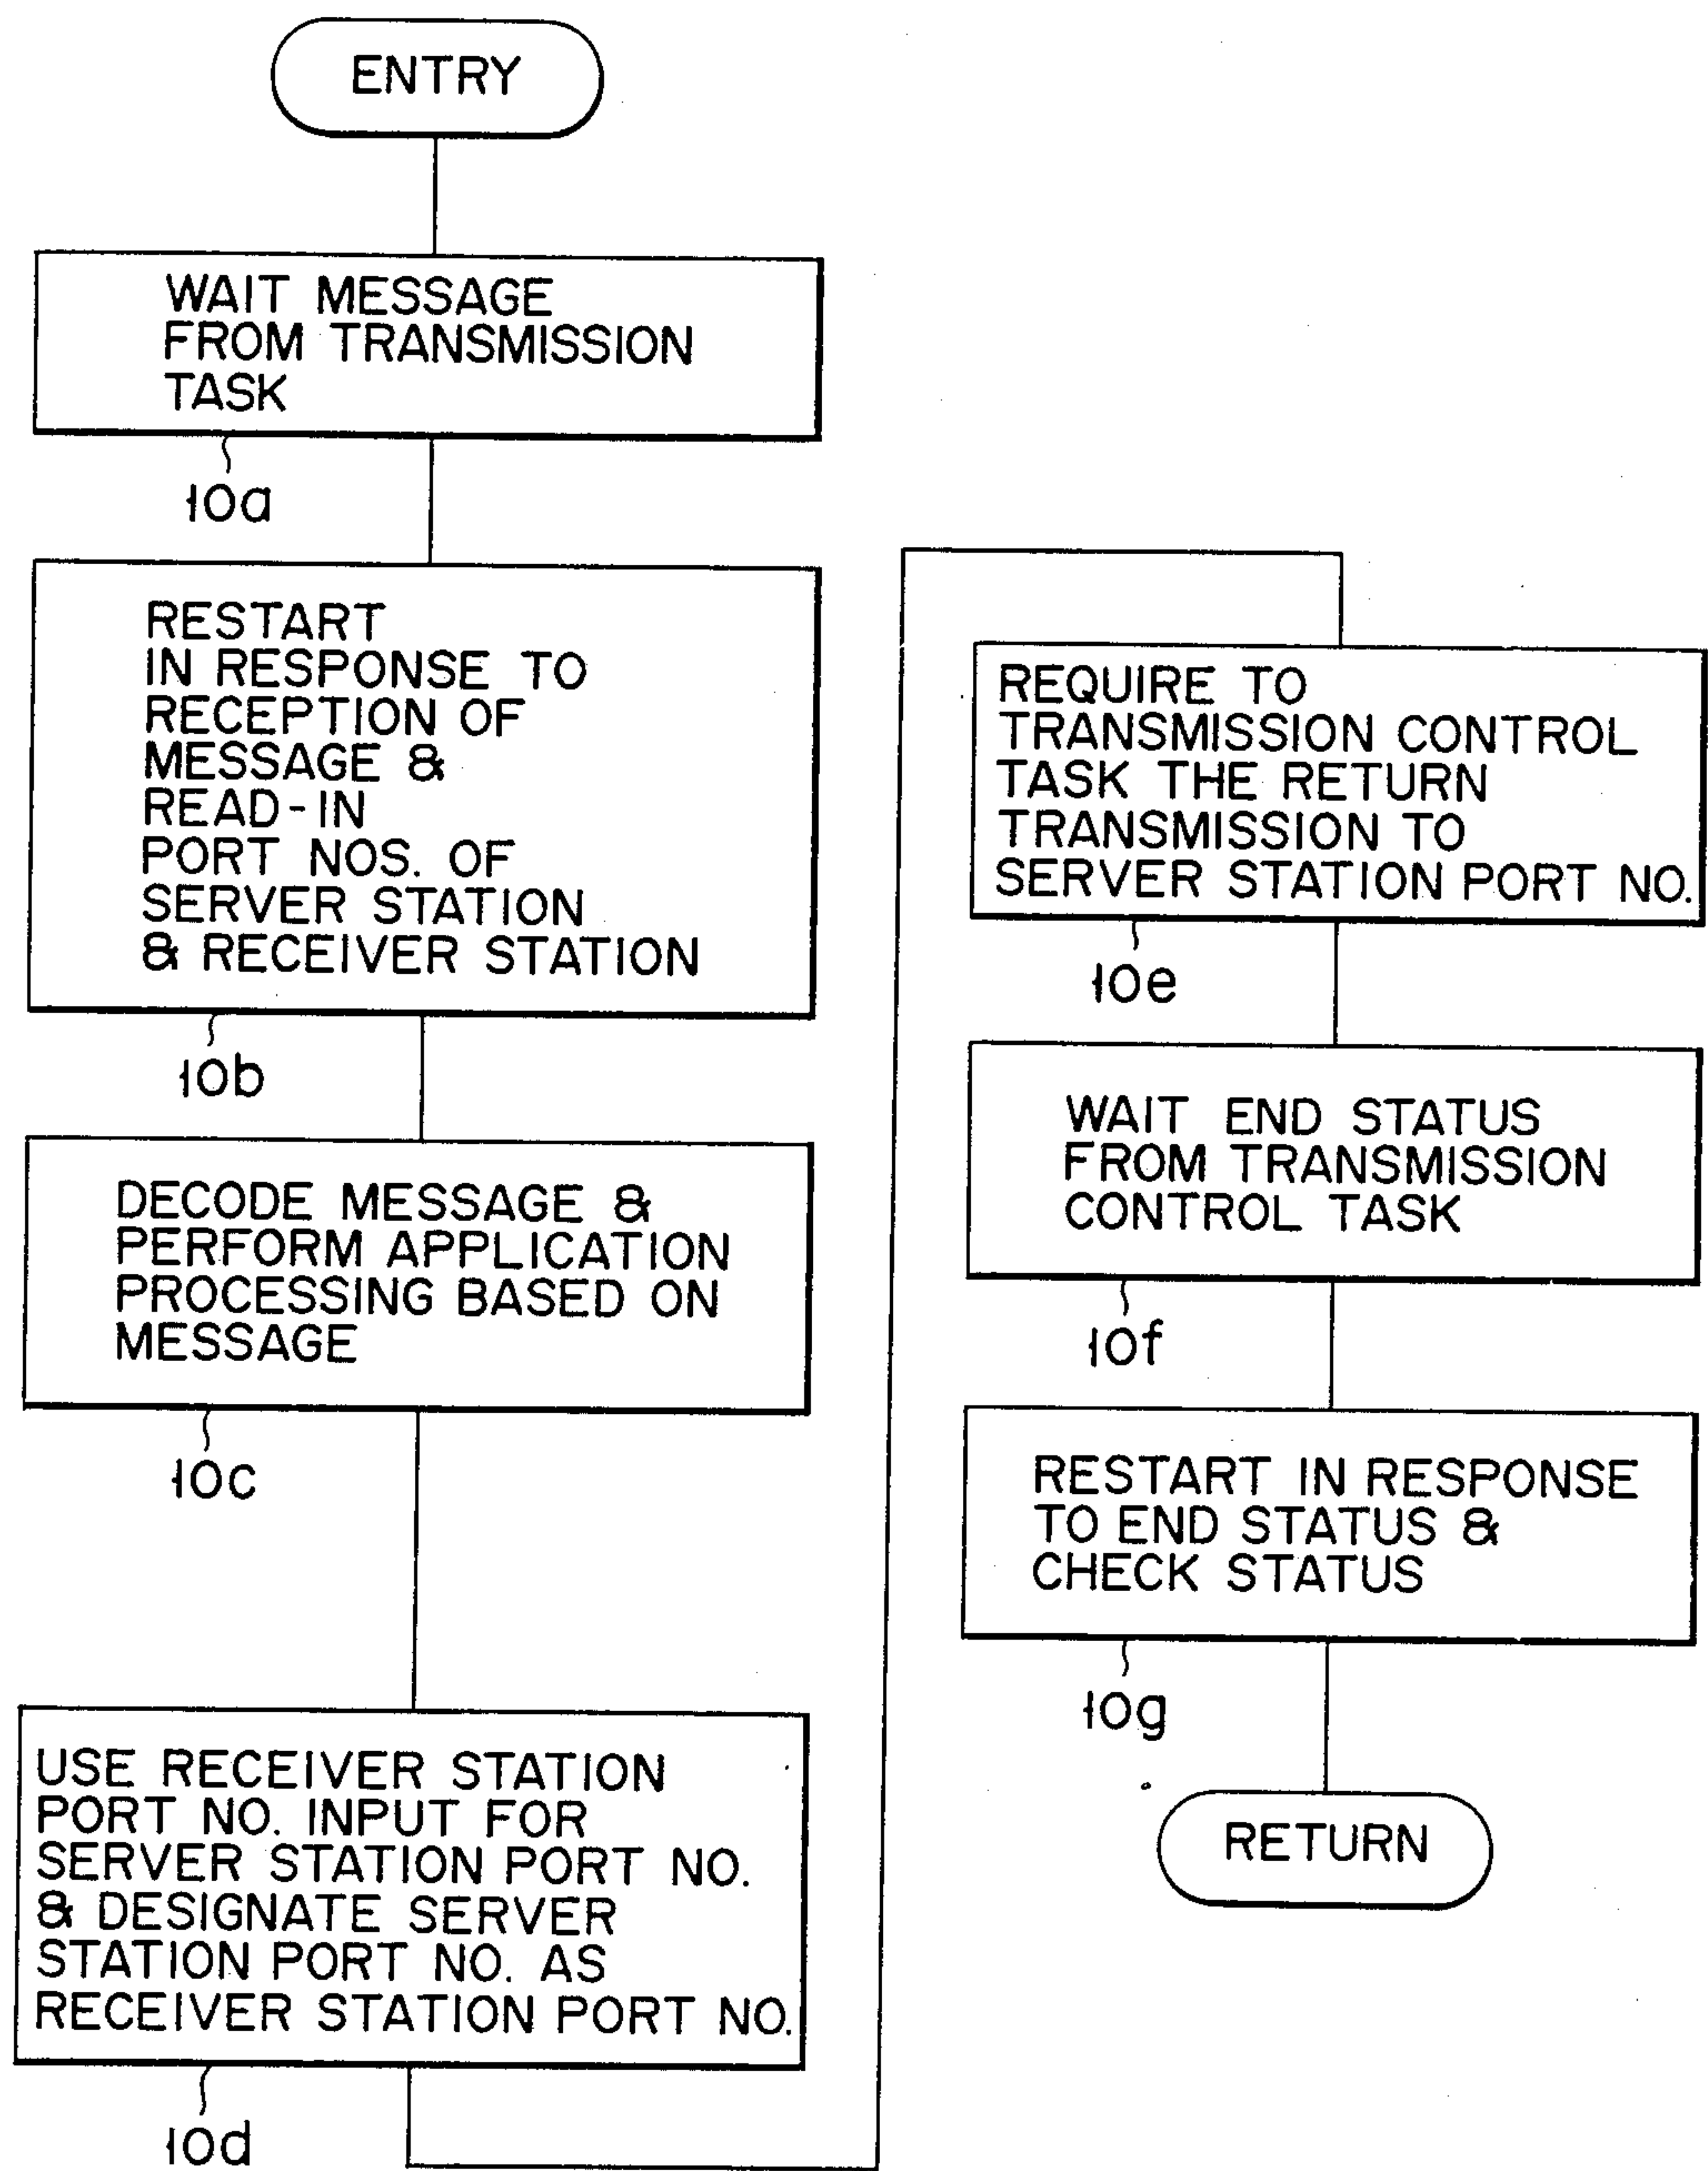 ENTRY
WAIT MESSAGE
FROM TRANSMISSION
TASK
10a
RESTART
IN RESPONSE TO
RECEPTION OF
MESSAGE &
READ-IN
PORT NOS. OF
SERVER STATION
& RECEIVER STATION
10b
DECODE MESSAGE &
PERFORM APPLICATION
PROCESSING BASED ON
MESSAGE
10c
USE RECEIVER STATION
PORT NO. INPUT FOR
SERVER STATION PORT NO.
& DESIGNATE SERVER
STATION PORT NO. AS
RECEIVER STATION PORT NO.
10d
REQUIRE TO
TRANSMISSION CONTROL
TASK THE RETURN
TRANSMISSION TO
SERVER STATION PORT NO.
10e
WAIT END STATUS
FROM TRANSMISSION
CONTROL TASK
10f
RESTART IN RESPONSE
TO END STATUS &
CHECK STATUS
10g
RETURN